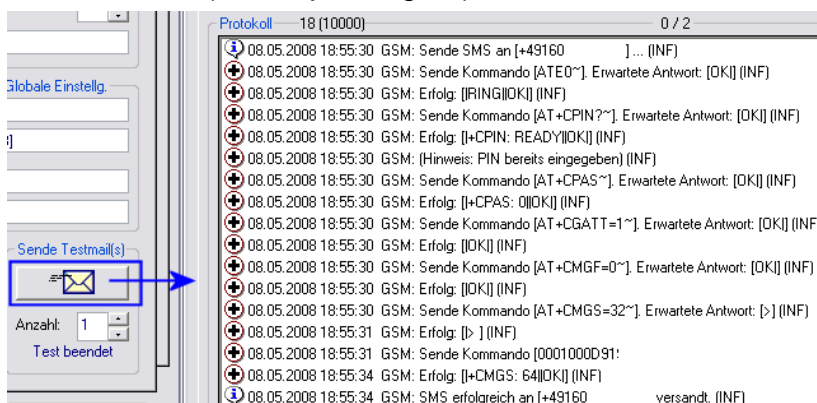 Protokoll 18 (10000) 0 / 2
08.05.2008 18:55:30 GSM: Sende SMS an [+49160 ] ... (INF)
08.05.2008 18:55:30 GSM: Sende Kommando [ATE0~]. Erwartete Antwort: [OK|] (INF)
08.05.2008 18:55:30 GSM: Erfolg: [|RING||OK|] (INF)
08.05.2008 18:55:30 GSM: Sende Kommando [AT+CPIN?~]. Erwartete Antwort: [OK|] (INF)
08.05.2008 18:55:30 GSM: Erfolg: [|+CPIN: READY||OK|] (INF)
08.05.2008 18:55:30 GSM: (Hinweis: PIN bereits eingegeben) (INF)
08.05.2008 18:55:30 GSM: Sende Kommando [AT+CPAS~]. Erwartete Antwort: [OK|] (INF)
08.05.2008 18:55:30 GSM: Erfolg: [|+CPAS: 0||OK|] (INF)
08.05.2008 18:55:30 GSM: Sende Kommando [AT+CGATT=1~]. Erwartete Antwort: [OK|] (INF
08.05.2008 18:55:30 GSM: Erfolg: [|OK|] (INF)
08.05.2008 18:55:30 GSM: Sende Kommando [AT+CMGF=0~]. Erwartete Antwort: [OK|] (INF)
08.05.2008 18:55:30 GSM: Erfolg: [|OK|] (INF)
08.05.2008 18:55:30 GSM: Sende Kommando [AT+CMGS=32~]. Erwartete Antwort: [>] (INF)
08.05.2008 18:55:31 GSM: Erfolg: [|> ] (INF)
08.05.2008 18:55:31 GSM: Sende Kommando [0001000D91
08.05.2008 18:55:34 GSM: Erfolg: [|+CMGS: 64||OK|] (INF)
08.05.2008 18:55:34 GSM: SMS erfolgreich an [+49160 versandt. (INF)
Globale Einstellg.
Sende Testmail(s)
Anzahl: 1
Test beendet